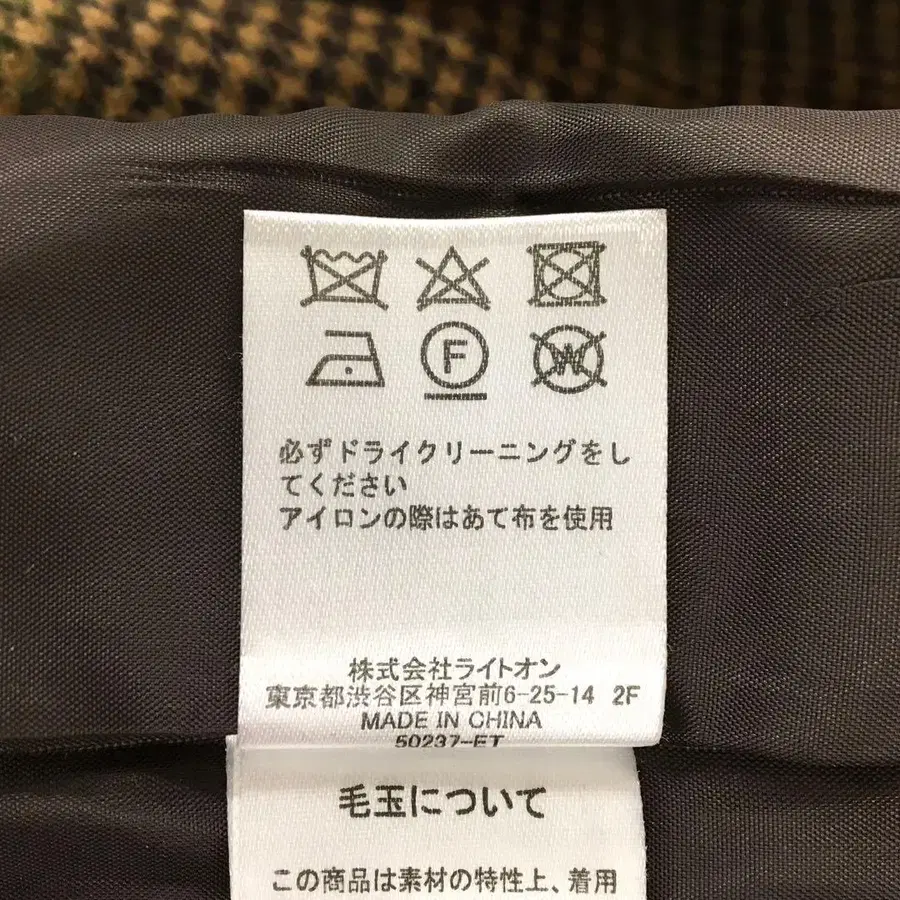 F
W
必ずドライクリーニングをし
てください
アイロンの際はあて布を使用
株式会社ライトオン
東京都渋谷区神宮前6-25-14 2F
MADE IN CHINA
50237-ET
毛玉について
この商品は素材の特性上、着用